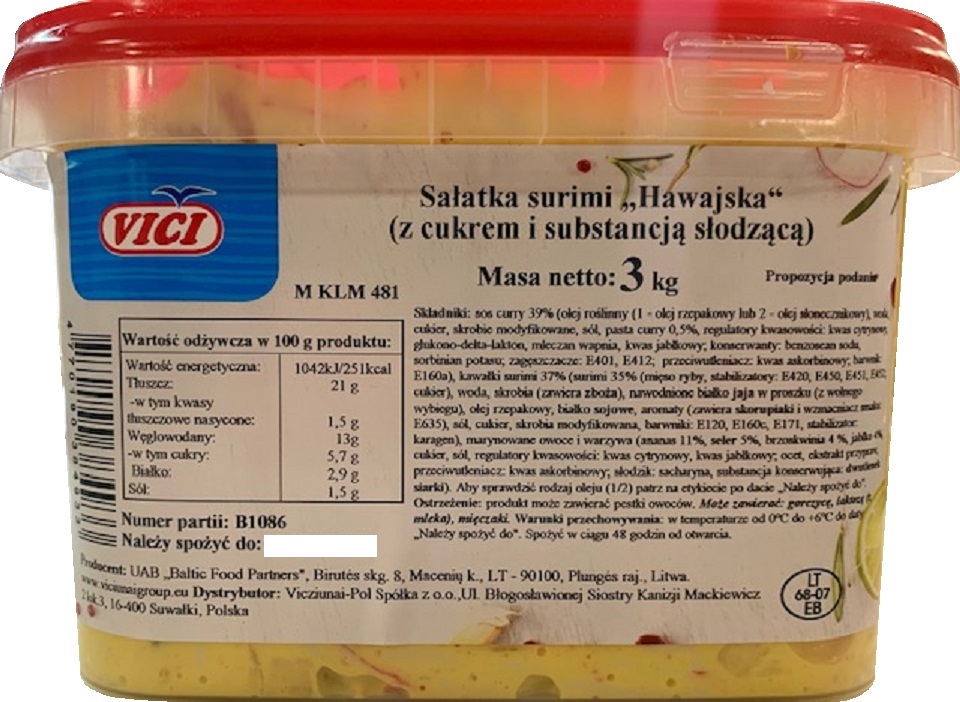 VICI
Sałatka surimi „Hawajska“
(z cukrem i substancją słodzącą)
Masa netto: 3 kg
Propozycja podania
M KLM 481
Wartość odżywcza w 100 g produktu:
Wartość energetyczna: 1042kJ/251kcal
Tłuszcz: 21 g
-w tym kwasy
tłuszczowe nasycone: 1,5 g
Węglowodany: 13g
-w tym cukry: 5,7 g
Białko: 2,9 g
Sól: 1,5 g
Numer partii: B1086
Należy spożyć do:
Składniki: sos curry 39% (olej roślinny (1 - olej rzepakowy lub 2 - olej słonecznikowy), woda,
cukier, skrobie modyfikowane, sól, pasta curry 0,5%, regulatory kwasowości: kwas cytrynowy,
glukono-delta-lakton, mleczan wapnia, kwas jabłkowy; konserwanty: benzoesan sodu,
sorbinian potasu; zagęszczacze: E401, E412; przeciwutleniacz: kwas askorbinowy; barwnik:
E160a), kawałki surimi 37% (surimi 35% (mięso ryby, stabilizatory: E420, E450, E451, E452,
cukier), woda, skrobia (zawiera zboża), nawodnione białko jaja w proszku (z wolnego
wybiegu), olej rzepakowy, białko sojowe, aromaty (zawiera skorupiaki i wzmacniacz smaku:
E635), sól, cukier, skrobia modyfikowana, barwniki: E120, E160c, E171, stabilizator:
karagen), marynowane owoce i warzywa (ananas 11%, seler 5%, brzoskwinia 4 %, jabłko 4%
cukier, sól, regulatory kwasowości: kwas cytrynowy, kwas jabłkowy; ocet, ekstrakt przypraw,
przeciwutleniacz: kwas askorbinowy; słodzik: sacharyna, substancja konserwująca: dwutlenek
siarki). Aby sprawdzić rodzaj oleju (1/2) patrz na etykiecie po dacie „Należy spożyć do".
Ostrzeżenie: produkt może zawierać pestki owoców. Może zawierać: gorczycę, laktozę (z
mleka), mięczaki. Warunki przechowywania: w temperaturze od 0°C do +6°C do daty
„Należy spożyć do". Spożyć w ciągu 48 godzin od otwarcia.
Producent: UAB „Baltic Food Partners", Birutės skg. 8, Macenių k., LT - 90100, Plungės raj., Litwa.
www.viciunaigroup.eu Dystrybutor: Vicziunai-Pol Spółka z o.o.,Ul. Błogosławionej Siostry Kanizji Mackiewicz
2 lok3, 16-400 Suwałki, Polska
LT
68-07
EB